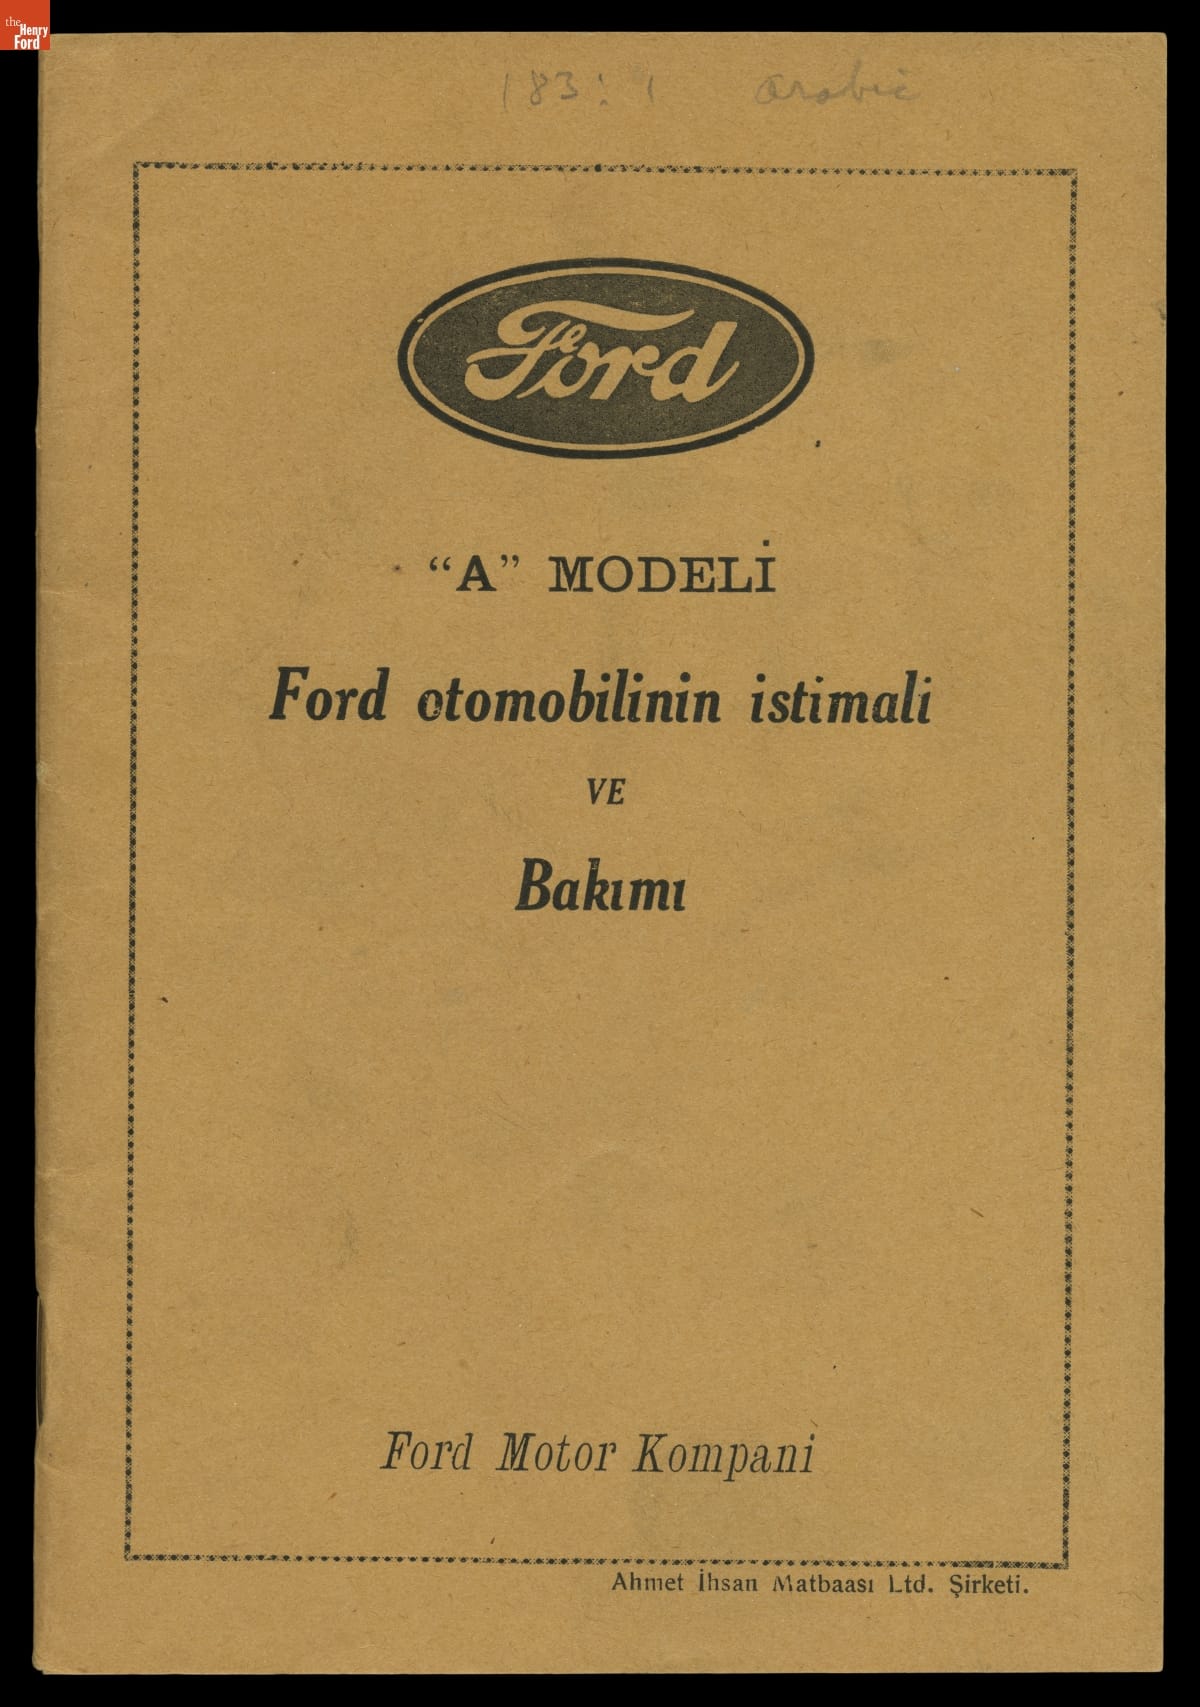 the
Henry
Ford
183 : 1 arabic
Ford
“A” MODELİ
Ford otomobilinin istimali
VE
Bakımı
Ford Motor Kompani
Ahmet İhsan Matbaası Ltd. Şirketi.